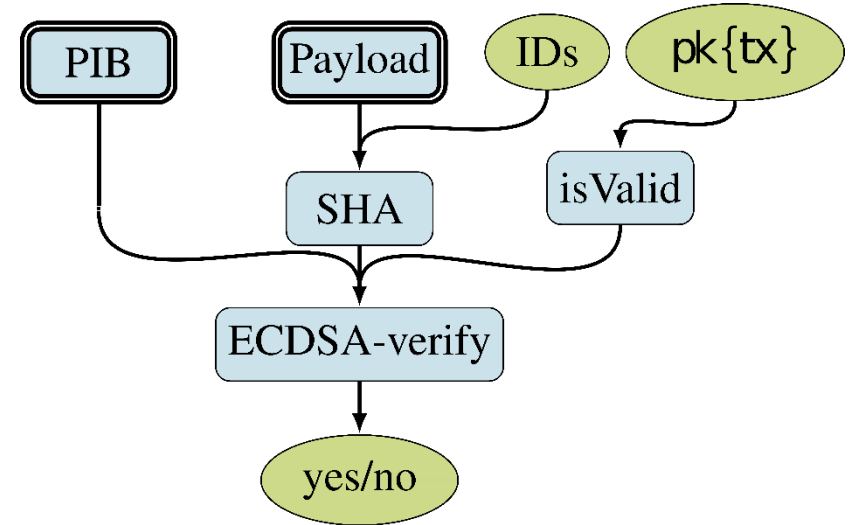 PIB
Payload
IDs
pk{tx}
SHA
isValid
ECDSA-verify
yes/no